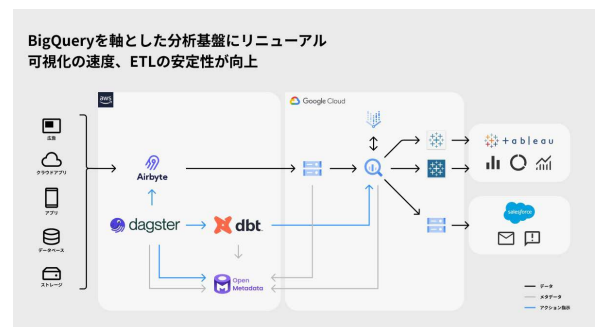 BigQueryを軸とした分析基盤にリニューアル
可視化の速度、ETLの安定性が向上
aws
Google Cloud
広告
クラウドアプリ
アプリ
データベース
ストレージ
Airbyte
dagster
dbt
Open
Metadata
+ableau
salesforce
データ
メタデータ
アクション指示